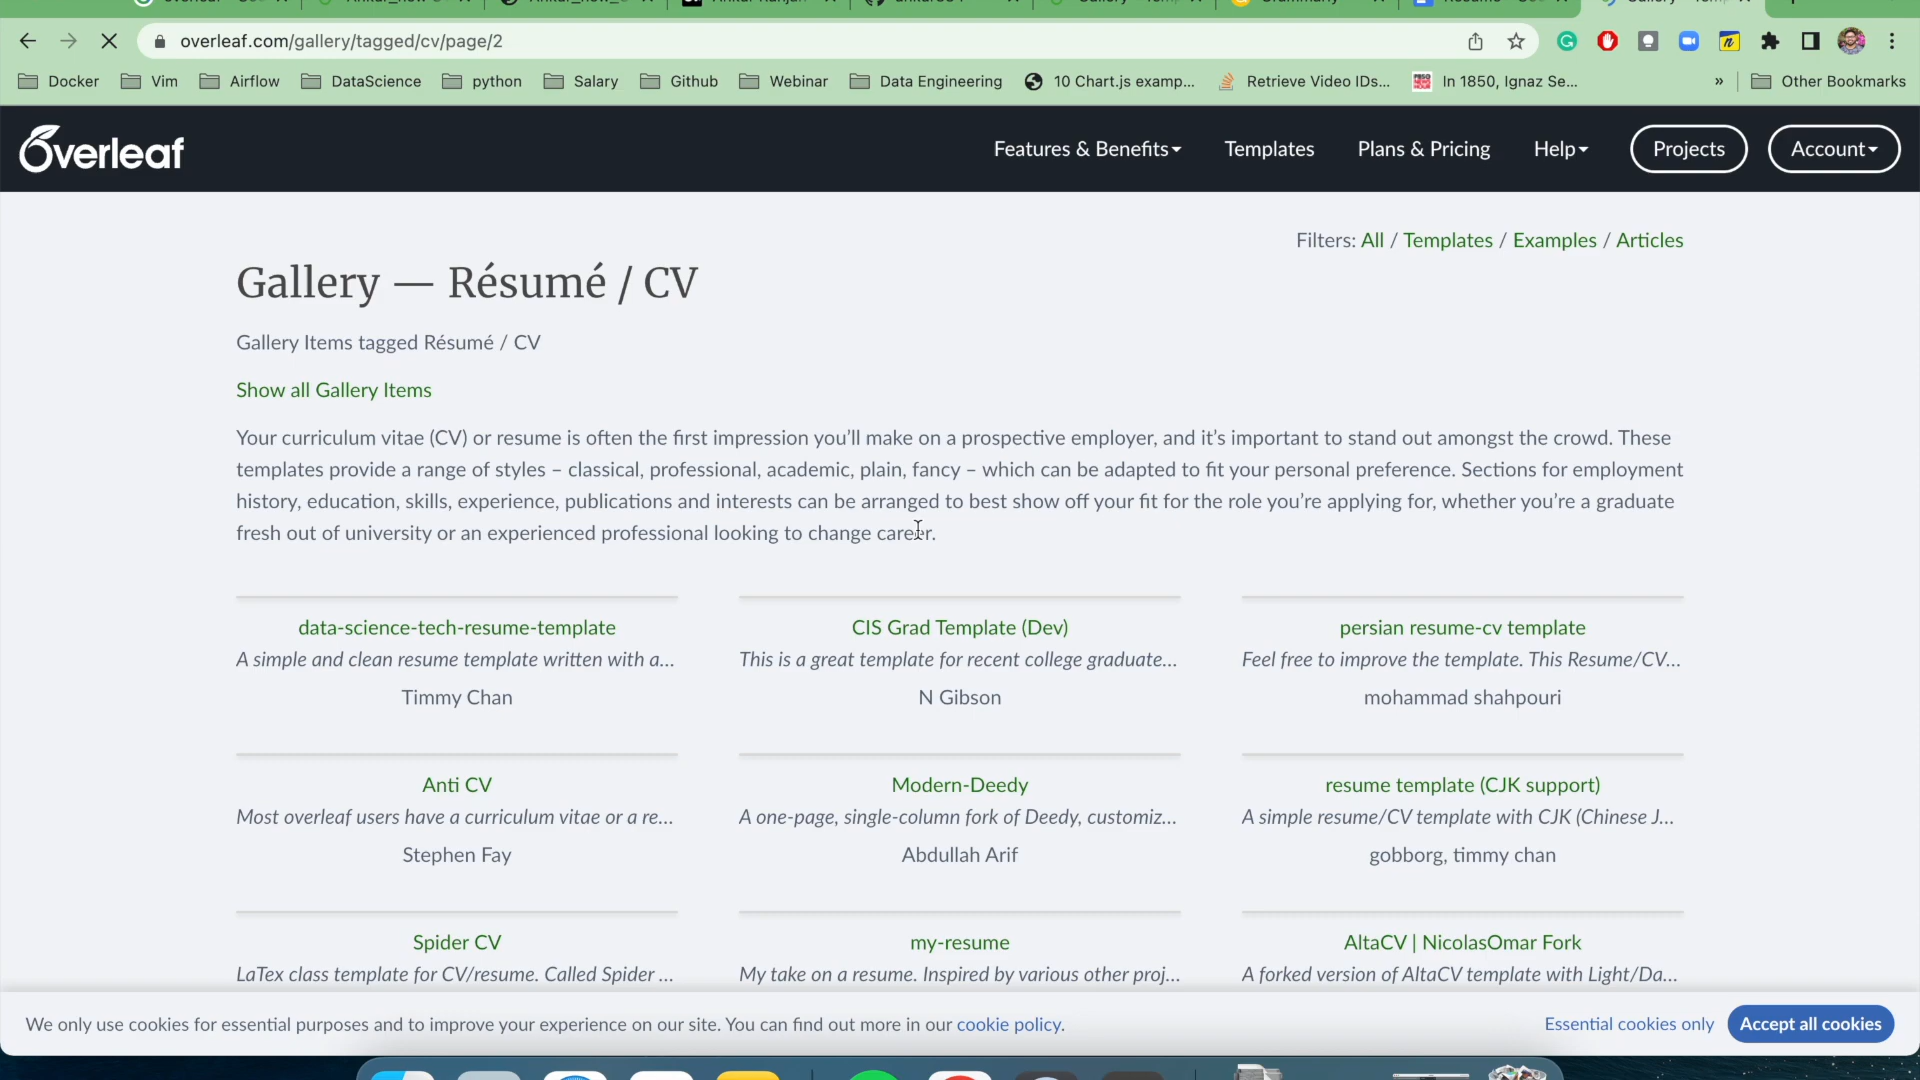 overleaf.com/gallery/tagged/cv/page/2
Docker Vim Airflow DataScience python Salary Github Webinar Data Engineering 10 Chart.js examp... Retrieve Video IDs... In 1850, Ignaz Se... » Other Bookmarks
Overleaf Features & Benefits Templates Plans & Pricing Help Projects Account
Filters: All / Templates / Examples / Articles
Gallery — Résumé / CV
Gallery Items tagged Résumé / CV
Show all Gallery Items
Your curriculum vitae (CV) or resume is often the first impression you’ll make on a prospective employer, and it’s important to stand out amongst the crowd. These
templates provide a range of styles – classical, professional, academic, plain, fancy – which can be adapted to fit your personal preference. Sections for employment
history, education, skills, experience, publications and interests can be arranged to best show off your fit for the role you’re applying for, whether you’re a graduate
fresh out of university or an experienced professional looking to change career.
data-science-tech-resume-template CIS Grad Template (Dev) persian resume-cv template
A simple and clean resume template written with a... This is a great template for recent college graduate... Feel free to improve the template. This Resume/CV...
Timmy Chan N Gibson mohammad shahpouri
Anti CV Modern-Deedy resume template (CJK support)
Most overleaf users have a curriculum vitae or a re... A one-page, single-column fork of Deedy, customiz... A simple resume/CV template with CJK (Chinese J...
Stephen Fay Abdullah Arif gobborg, timmy chan
Spider CV my-resume AltaCV | NicolasOmar Fork
LaTex class template for CV/resume. Called Spider ... My take on a resume. Inspired by various other proj... A forked version of AltaCV template with Light/Da...
We only use cookies for essential purposes and to improve your experience on our site. You can find out more in our cookie policy. Essential cookies only Accept all cookies